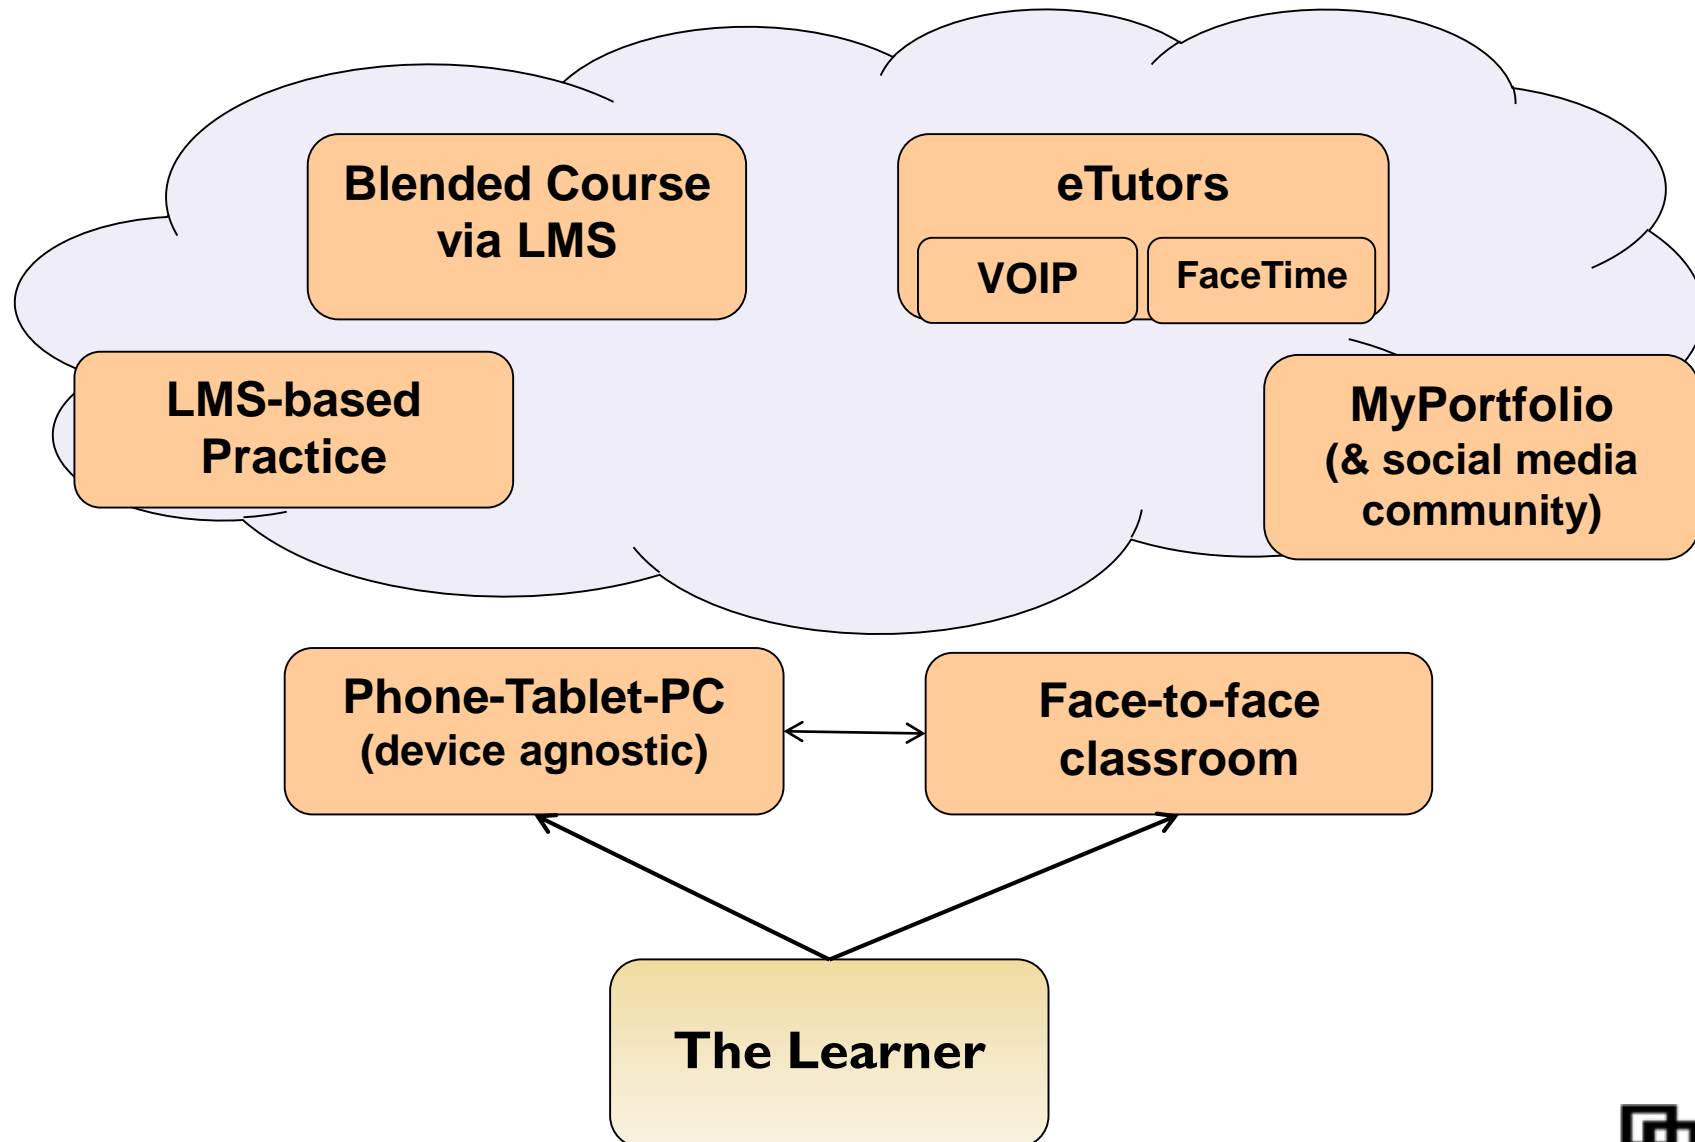 Blended Course
via LMS
eTutors
VOIP
FaceTime
LMS-based
Practice
MyPortfolio
(& social media
community)
Phone-Tablet-PC
(device agnostic)
Face-to-face
classroom
The Learner